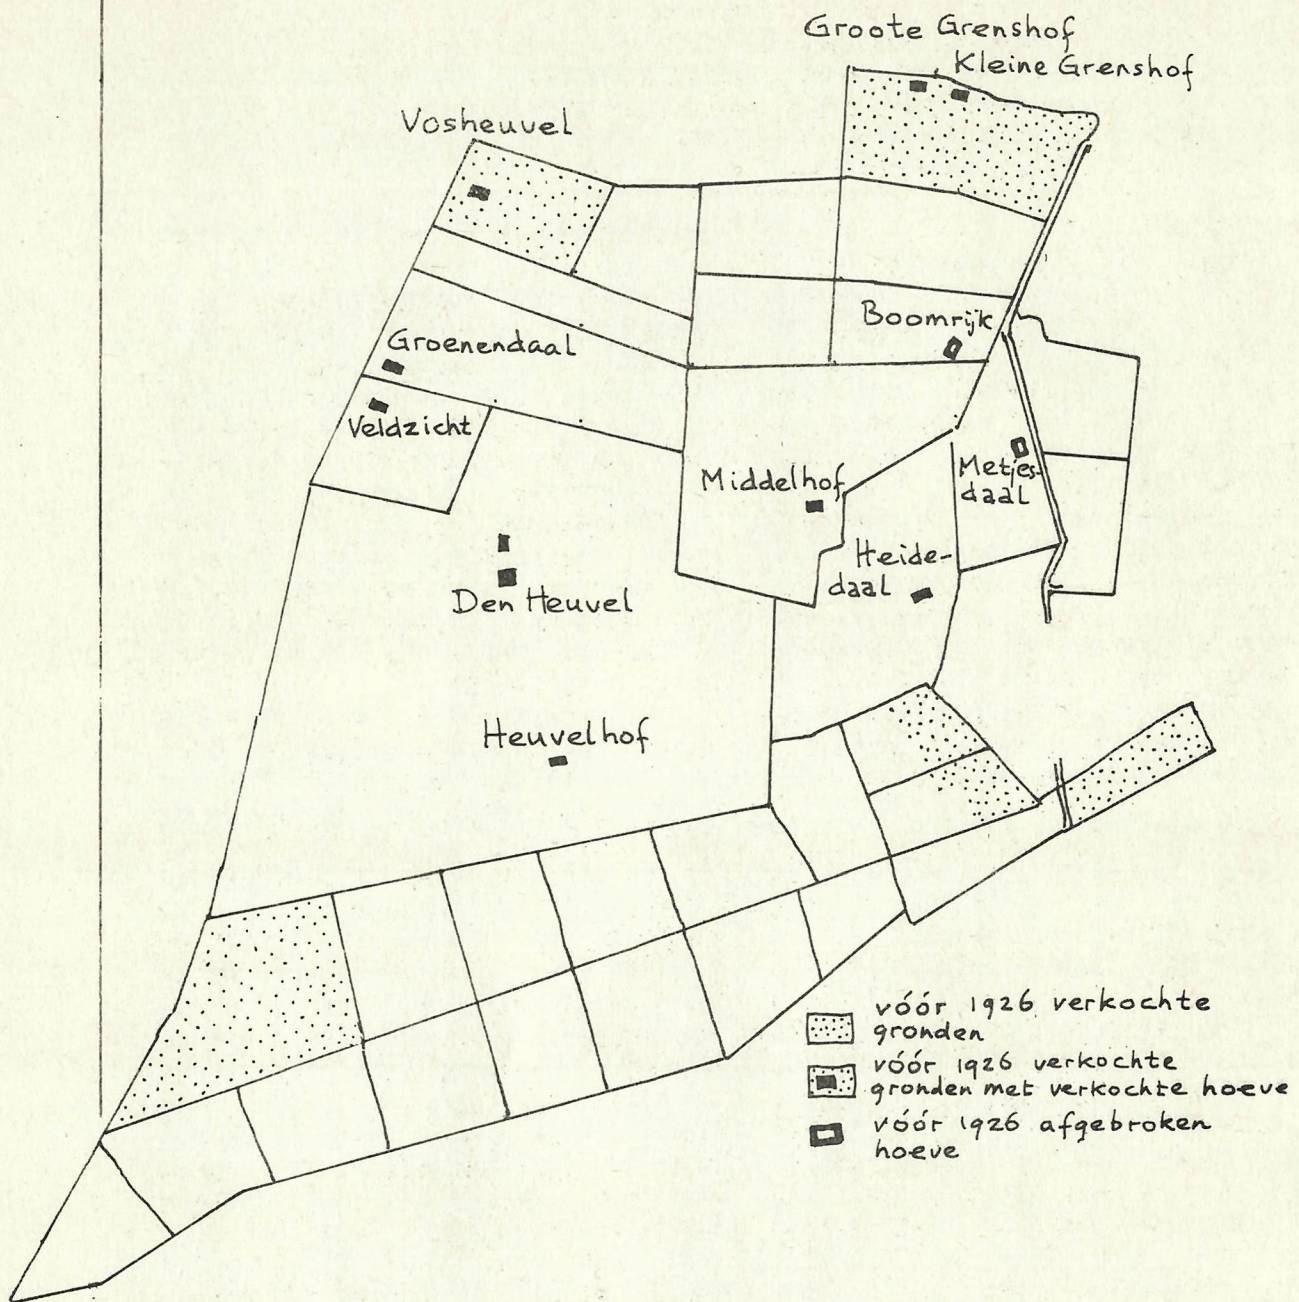 Groote Grenshof
Kleine Grenshof
Vosheuvel
Boomrijk
Groenendaal
Veldzicht
Metjes-
daal
Middelhof
Heide-
daal
Den Heuvel
Heuvelhof
vóór 1926 verkochte
gronden
vóór 1926 verkochte
gronden met verkochte hoeve
vóór 1926 afgebroken
hoeve